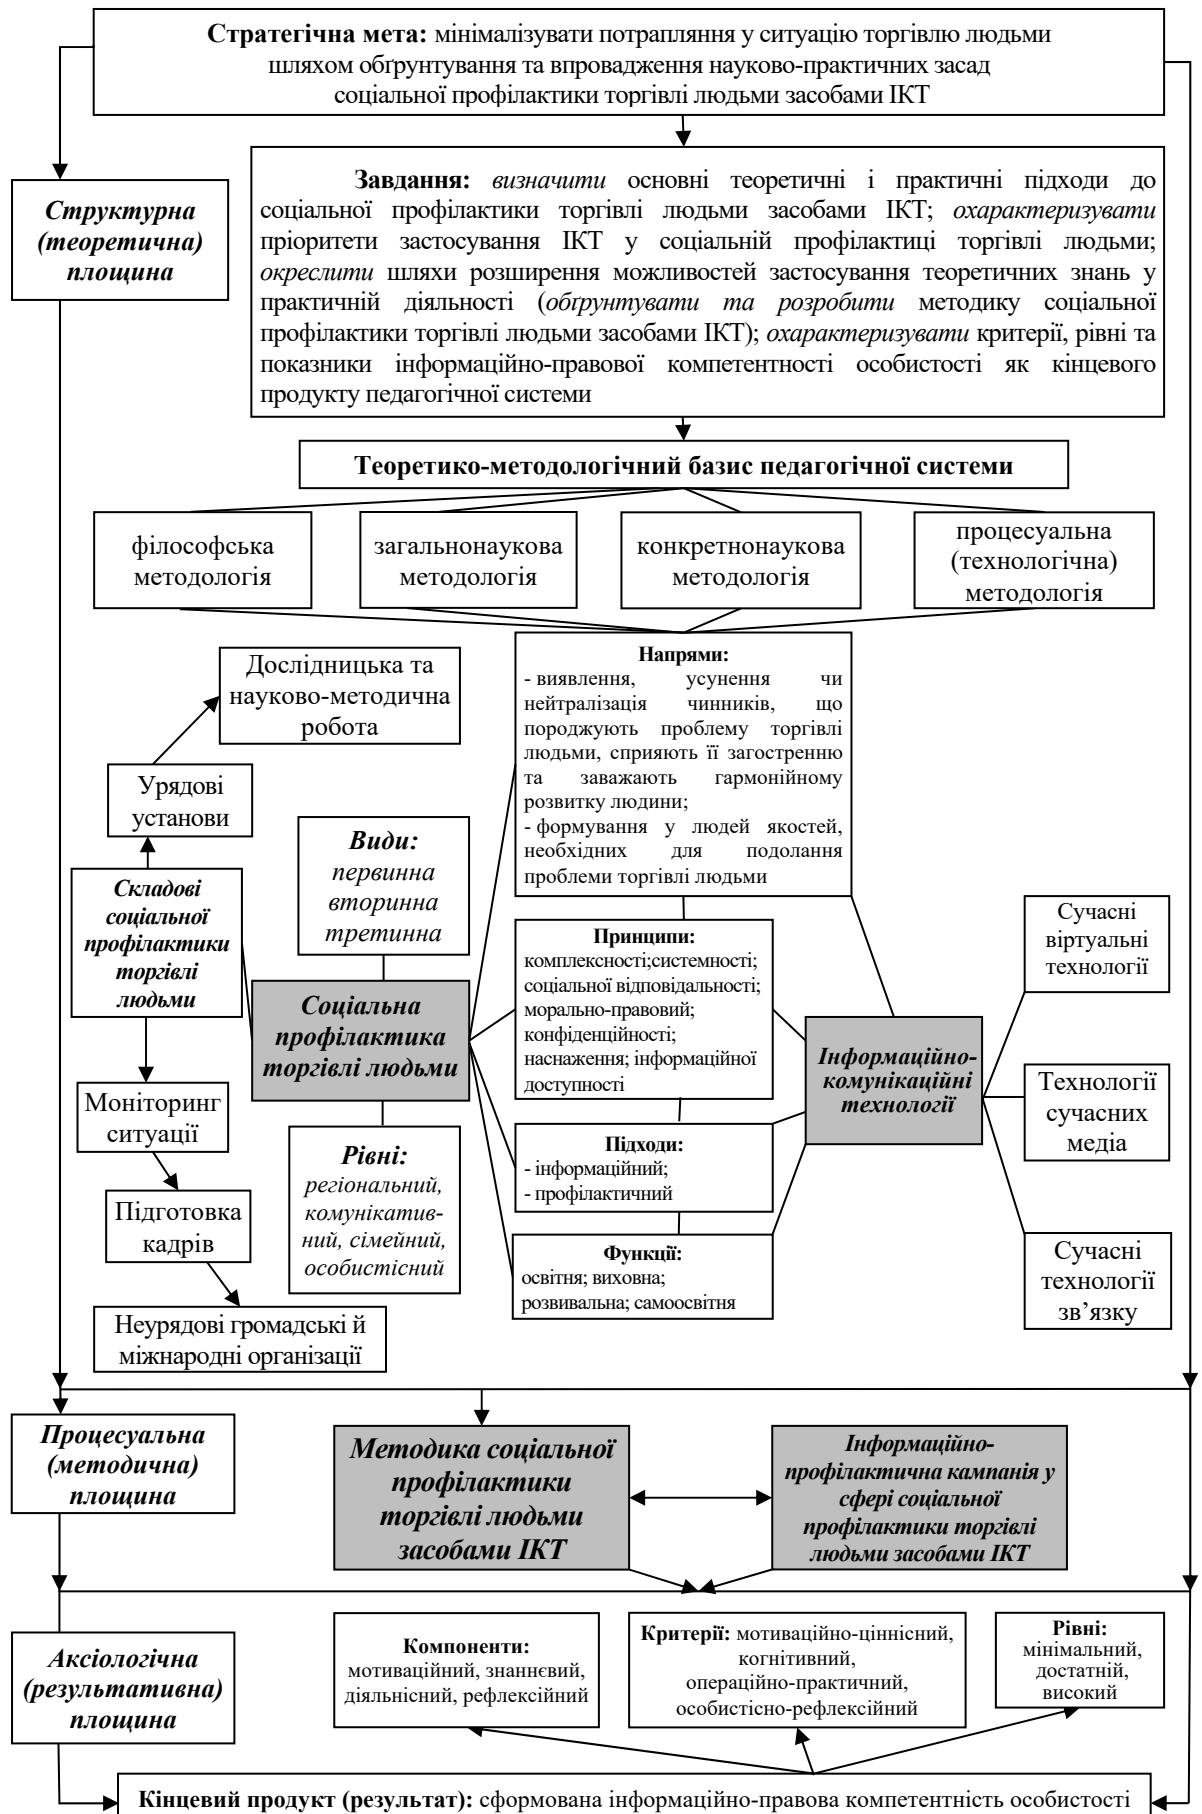 Стратегічна мета: мінімалізувати потрапляння у ситуацію торгівлю людьми
шляхом обґрунтування та впровадження науково-практичних засад
соціальної профілактики торгівлі людьми засобами ІКТ
Структурна
(теоретична)
площина
Завдання: визначити основні теоретичні і практичні підходи до
соціальної профілактики торгівлі людьми засобами ІКТ; охарактеризувати
пріоритети застосування ІКТ у соціальній профілактиці торгівлі людьми;
окреслити шляхи розширення можливостей застосування теоретичних знань у
практичній діяльності (обґрунтувати та розробити методику соціальної
профілактики торгівлі людьми засобами ІКТ); охарактеризувати критерії, рівні та
показники інформаційно-правової компетентності особистості як кінцевого
продукту педагогічної системи
Теоретико-методологічний базис педагогічної системи
філософська
методологія
загальнонаукова
методологія
конкретнонаукова
методологія
процесуальна
(технологічна)
методологія
Дослідницька та
науково-методична
робота
Урядові
установи
Складові
соціальної
профілактики
торгівлі
людьми
Моніторинг
ситуації
Підготовка
кадрів
Неурядові громадські й
міжнародні організації
Види:
первинна
вторинна
третинна
Соціальна
профілактика
торгівлі людьми
Рівні:
регіональний,
комунікатив-
ний, сімейний,
особистісний
Напрями:
- виявлення, усунення чи
нейтралізація чинників, що
породжують проблему торгівлі
людьми, сприяють її загостренню
та заважають гармонійному
розвитку людини;
- формування у людей якостей,
необхідних для подолання
проблеми торгівлі людьми
Принципи:
комплексності;системності;
соціальної відповідальності;
морально-правовий;
конфіденційності;
наснаження; інформаційної
доступності
Підходи:
- інформаційний;
- профілактичний
Функції:
освітня; виховна;
розвивальна; самоосвітня
Інформаційно-
комунікаційні
технології
Сучасні
віртуальні
технології
Технології
сучасних
медіа
Сучасні
технології
зв’язку
Процесуальна
(методична)
площина
Методика соціальної
профілактики
торгівлі людьми
засобами ІКТ
Інформаційно-
профілактична кампанія у
сфері соціальної
профілактики торгівлі
людьми засобами ІКТ
Аксіологічна
(результативна)
площина
Компоненти:
мотиваційний, знаннєвий,
діяльнісний, рефлексійний
Критерії: мотиваційно-ціннісний,
когнітивний,
операційно-практичний,
особистісно-рефлексійний
Рівні:
мінімальний,
достатній,
високий
Кінцевий продукт (результат): сформована інформаційно-правова компетентність особистості